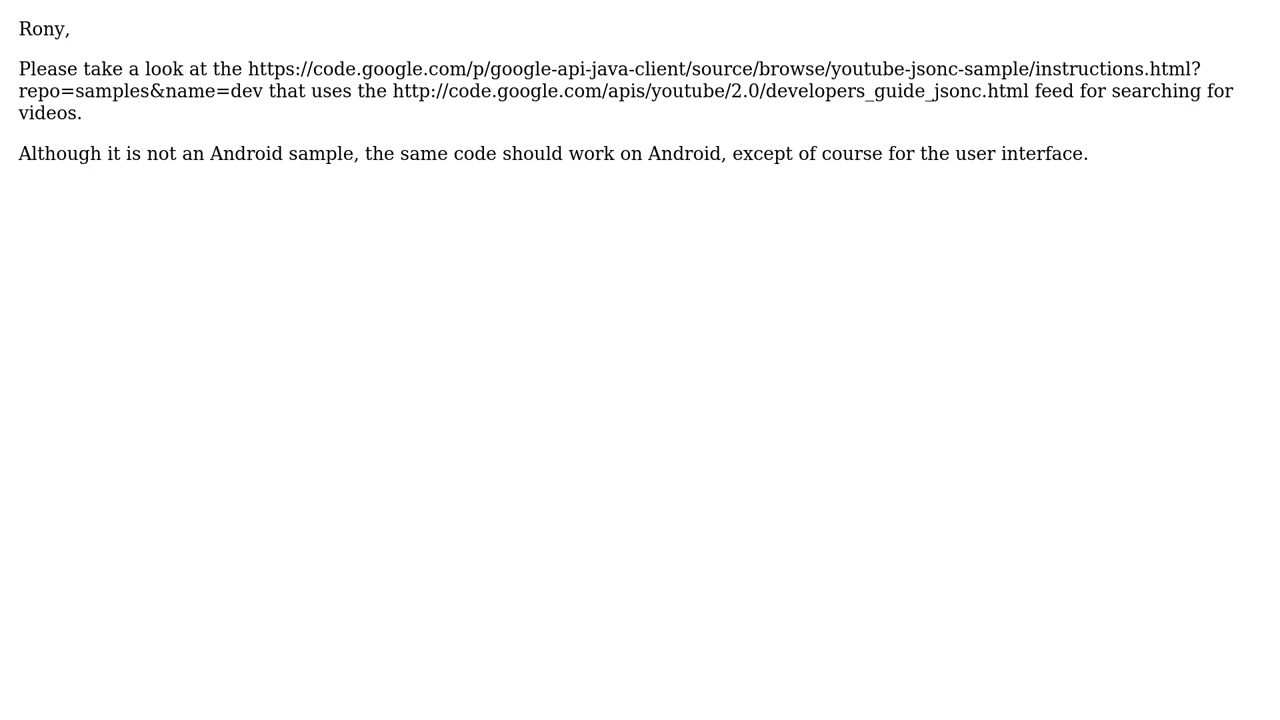 Rony,
Please take a look at the https://code.google.com/p/google-api-java-client/source/browse/youtube-jsonc-sample/instructions.html?
repo=samples&name=dev that uses the http://code.google.com/apis/youtube/2.0/developers_guide_jsonc.html feed for searching for
videos.
Although it is not an Android sample, the same code should work on Android, except of course for the user interface.